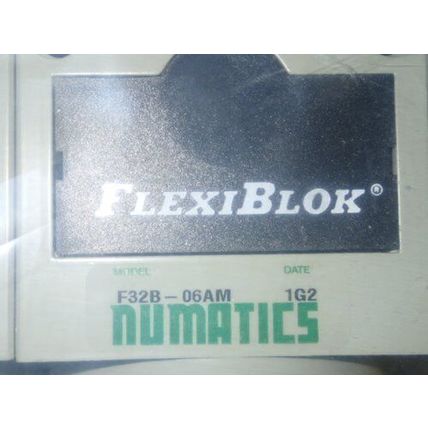 FLEXIBLOK®
MODEL DATE
F32B-06AM 1G2
NUMATICS